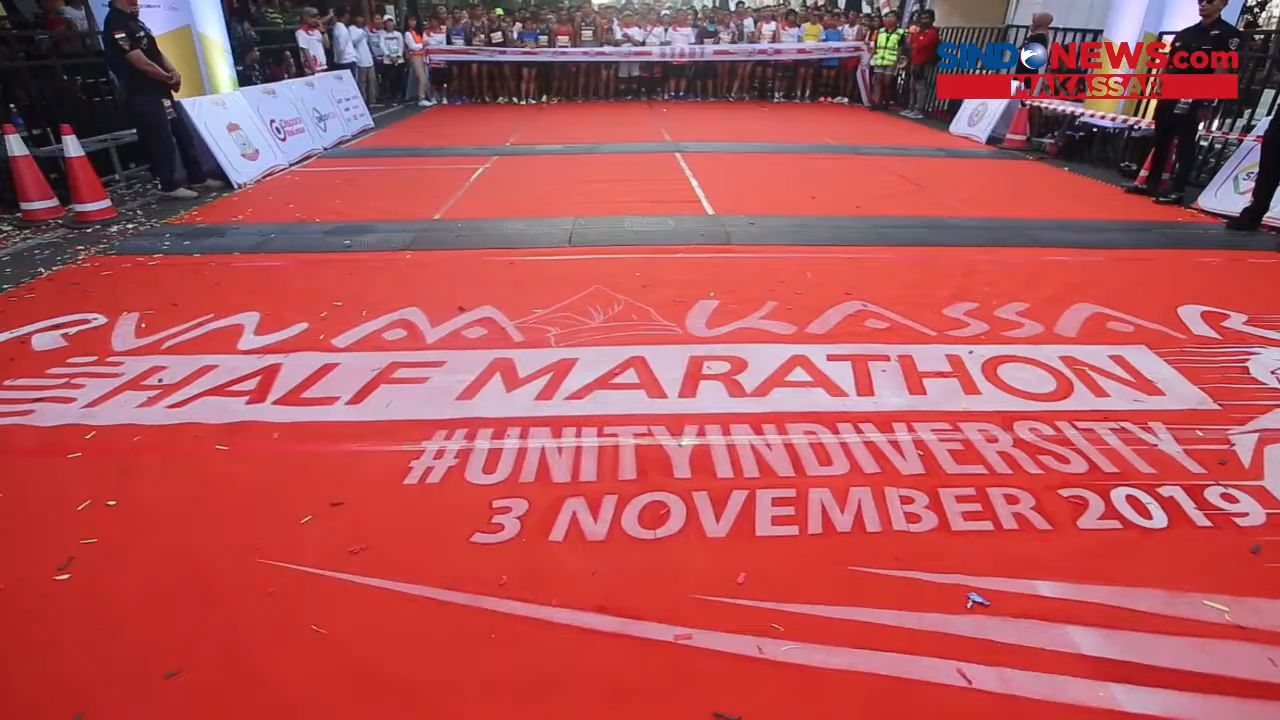 SINDONEWS.com
MAKASSAR
RUN MAKASSAR
HALF MARATHON
#UNITYINDIVERSITY
3 NOVEMBER 2019